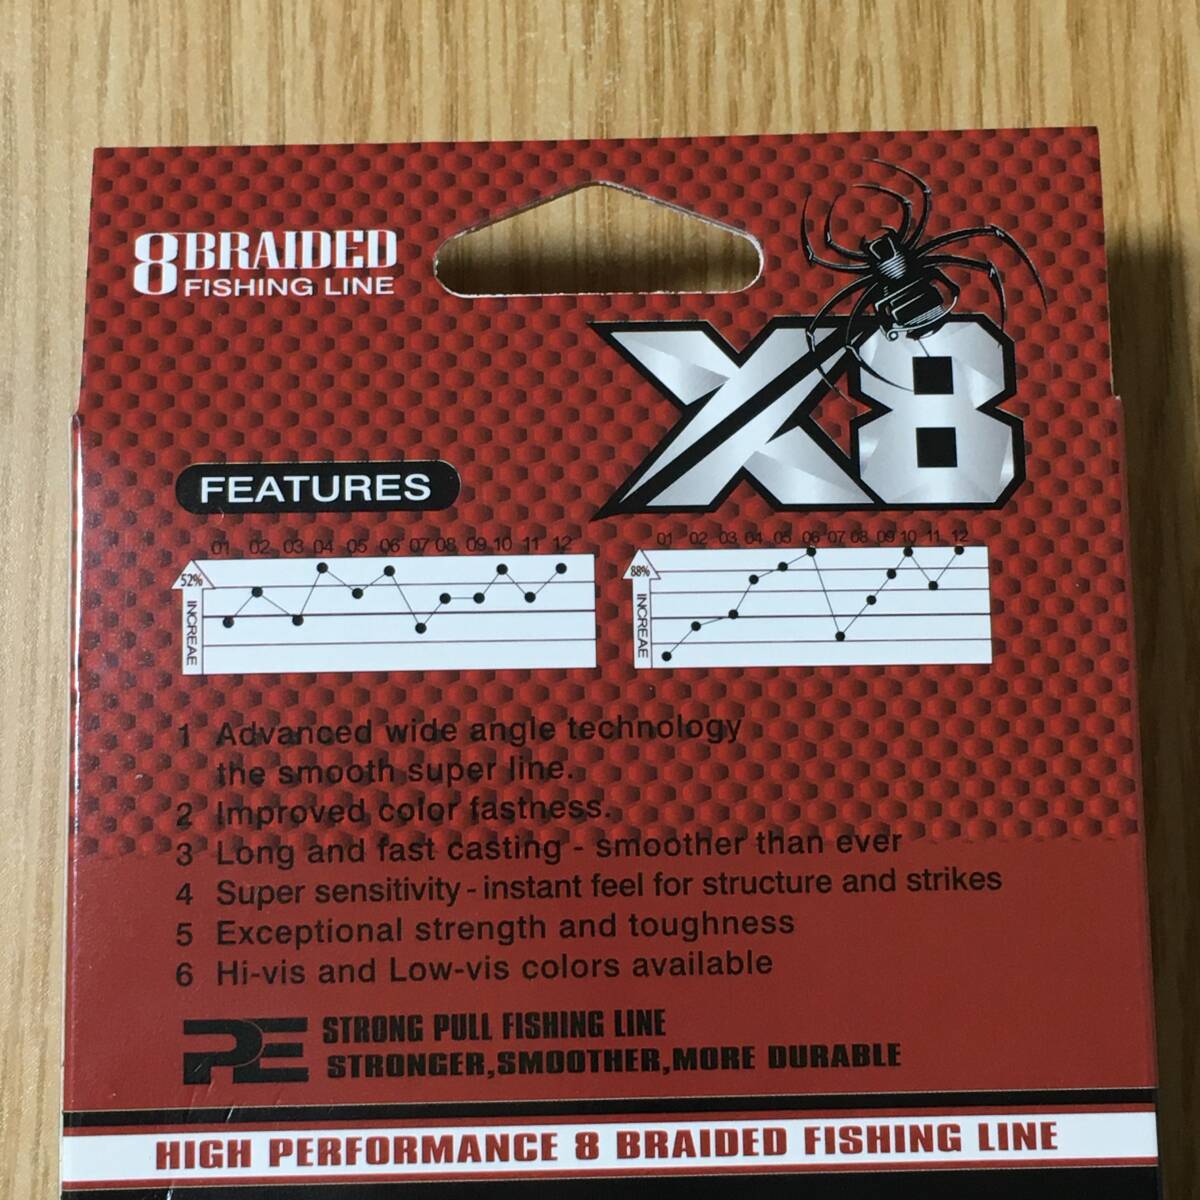 8 BRAIDED
FISHING LINE
X8
FEATURES
01 02 03 04 05 06 07 08 09 10 11 12
52%
INCREAE
01 02 03 04 05 06 07 08 09 10 11 12
88%
INCREAE
1 Advanced wide angle technology
the smooth super line.
2 Improved color fastness.
3 Long and fast casting - smoother than ever
4 Super sensitivity - instant feel for structure and strikes
5 Exceptional strength and toughness
6 Hi-vis and Low-vis colors available
PE STRONG PULL FISHING LINE
STRONGER,SMOOTHER,MORE DURABLE
HIGH PERFORMANCE 8 BRAIDED FISHING LINE